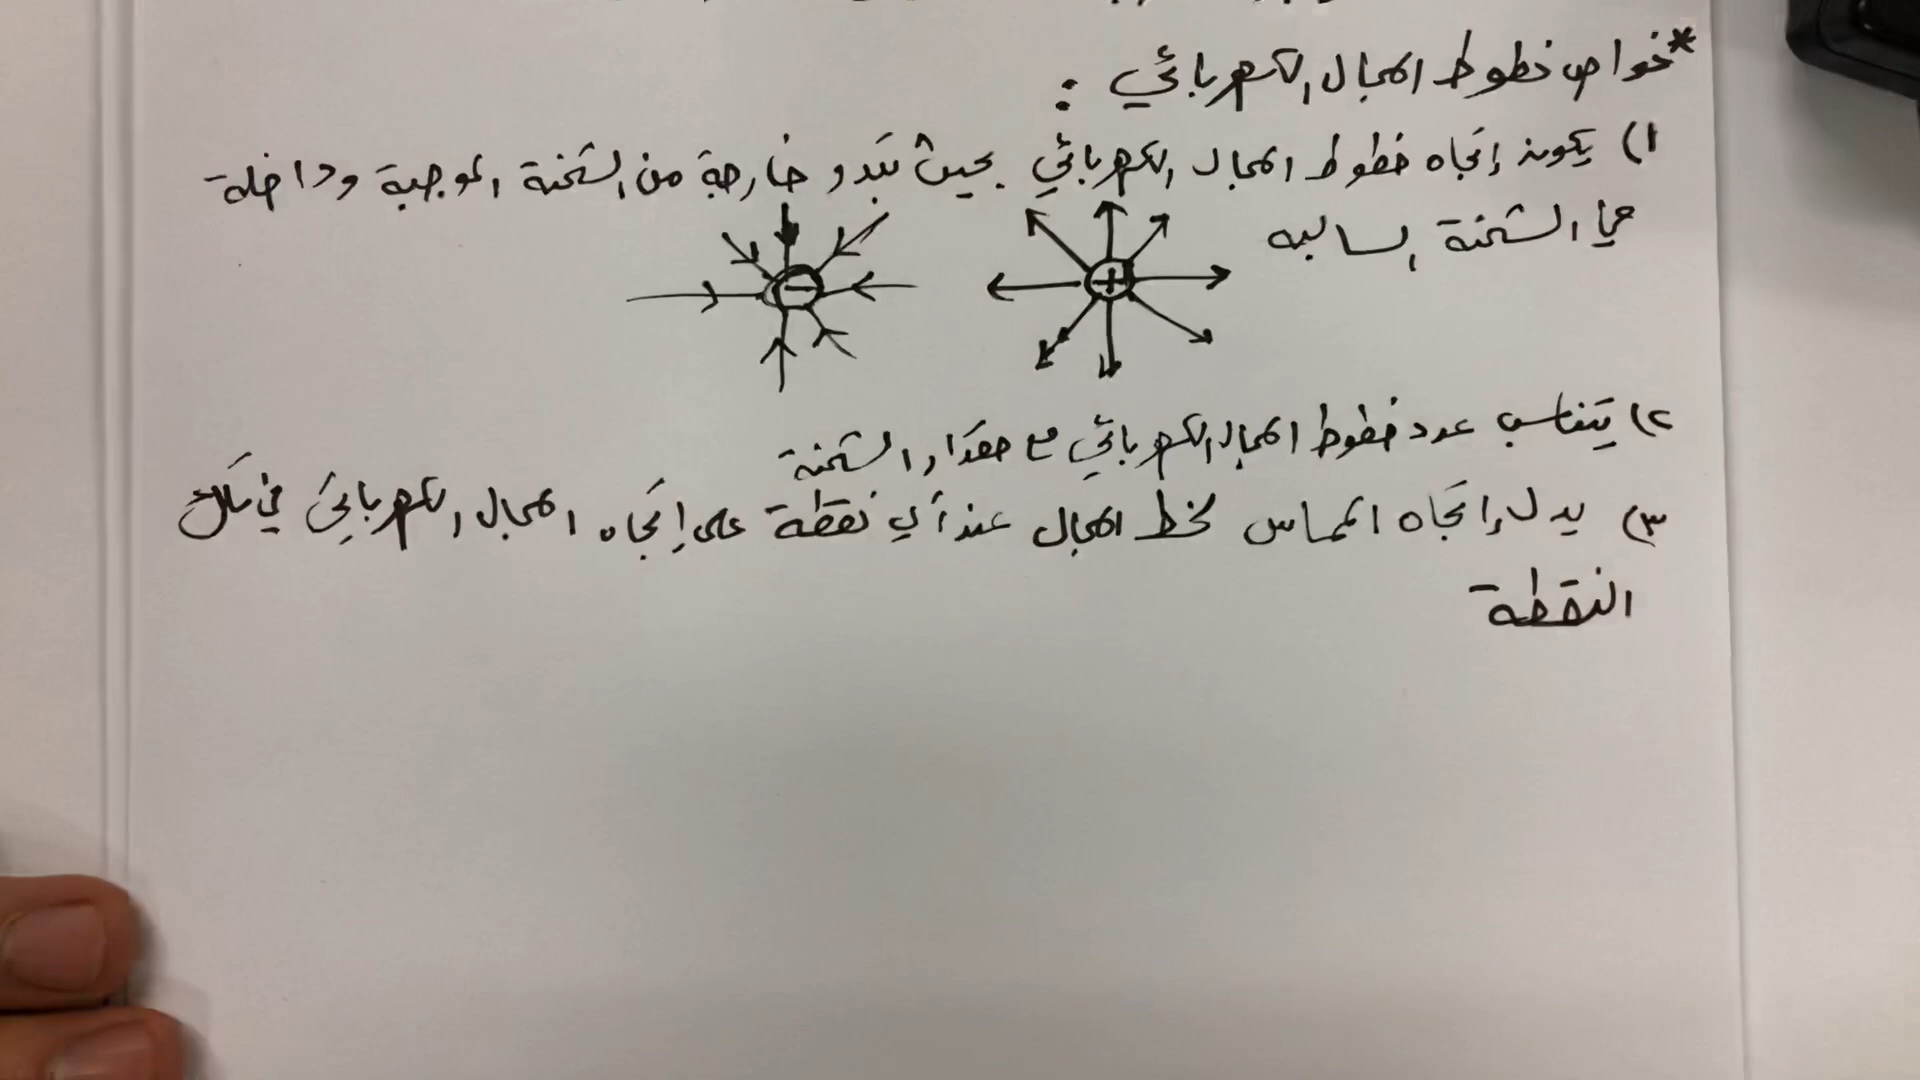 * خواص خطوط المجال الكهربائي :
١) يكون إتجاه خطوط المجال الكهربائي بحيث تبدو خارجة من الشحنة الموجبة وداخلة
الشحنة السالبه
+
-
٢) يتناسب عدد خطوط المجال الكهربائي مع مقدار الشحنة
٣) يدل إتجاه المماس لخط المجال عند أي نقطة على إتجاه المجال الكهربائي في تلك
النقطة